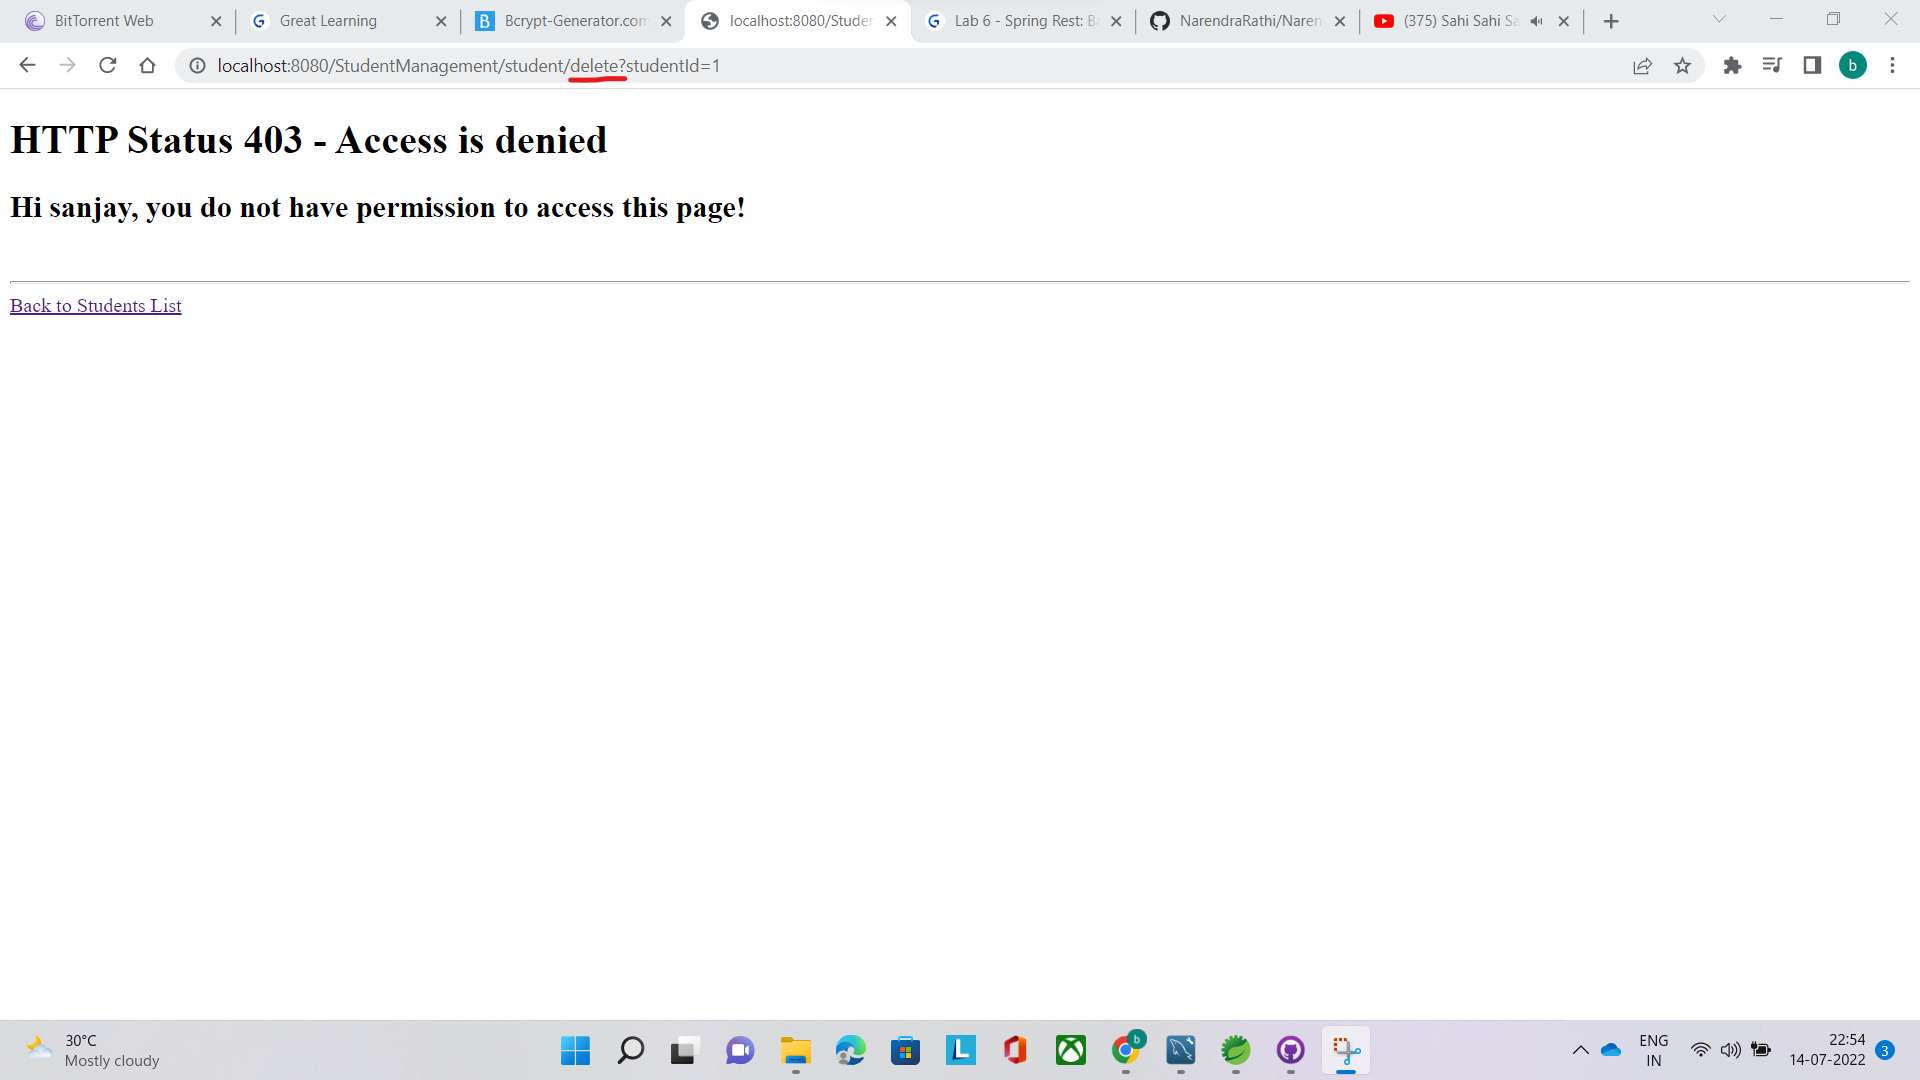 BitTorrent Web
Great Learning
Bcrypt-Generator.com
localhost:8080/Studen
Lab 6 - Spring Rest: Ba
NarendraRathi/Naren
(375) Sahi Sahi Sa
localhost:8080/StudentManagement/student/delete?studentId=1
b
HTTP Status 403 - Access is denied
Hi sanjay, you do not have permission to access this page!
Back to Students List
30°C
Mostly cloudy
L
b
ENG
IN
22:54
14-07-2022
3